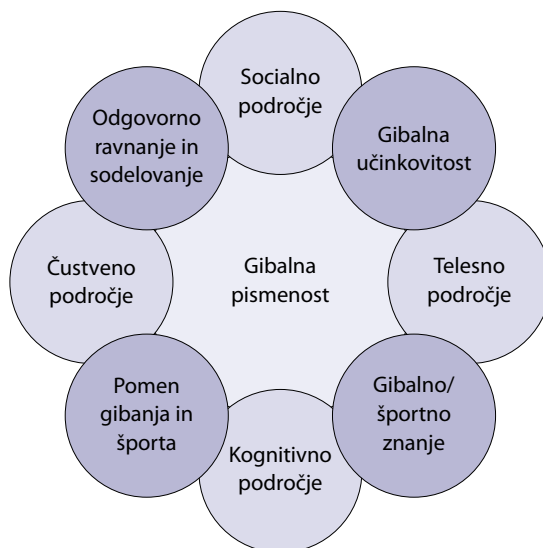 Socialno
področje
Odgovorno
ravnanje in
sodelovanje
Gibalna
učinkovitost
Čustveno
področje
Gibalna
pismenost
Telesno
področje
Pomen
gibanja in
športa
Gibalno/
športno
znanje
Kognitivno
področje